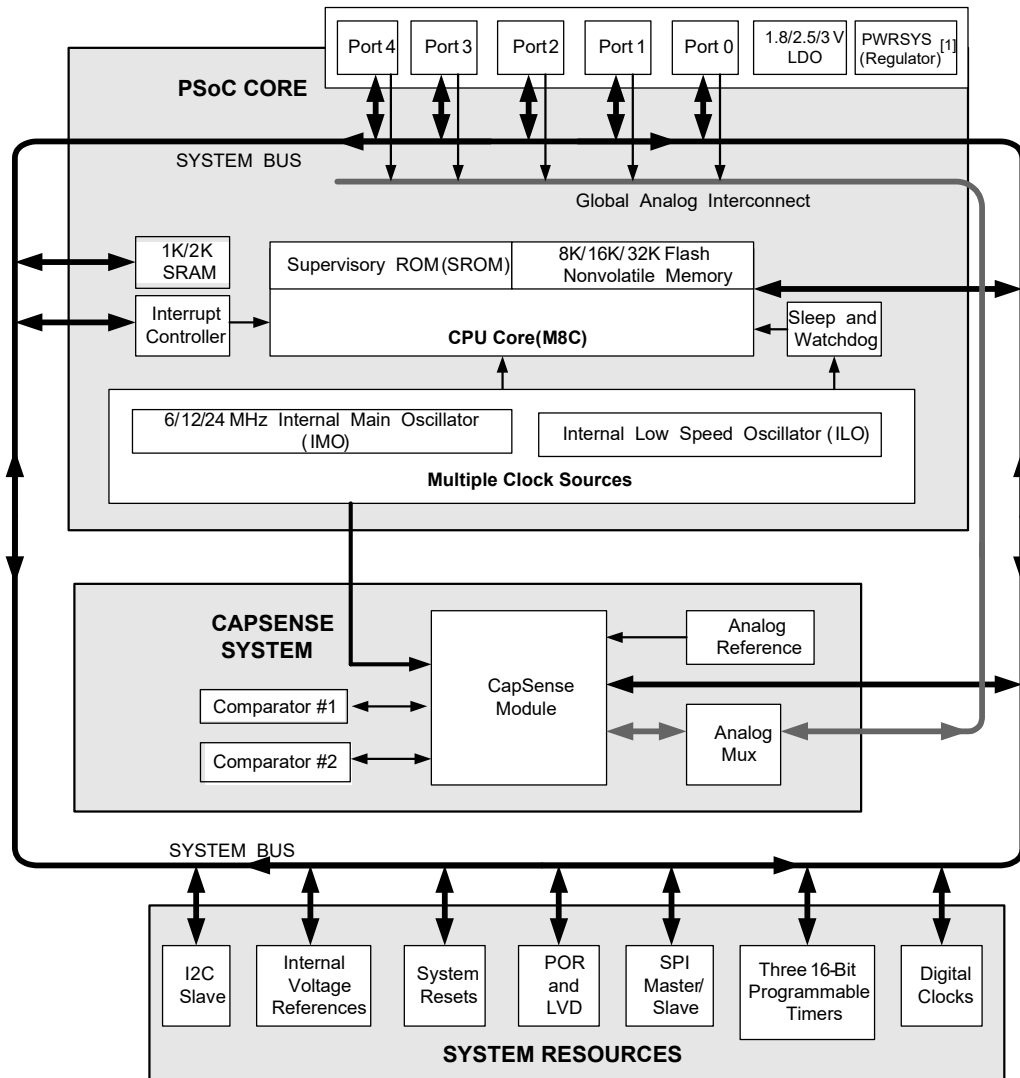 Port 4
Port 3
Port 2
Port 1
Port 0
1.8/2.5/3 V
LDO
PWRSYS
(Regulator)[1]
PSoC CORE
SYSTEM BUS
Global Analog Interconnect
1K/2K
SRAM
Supervisory ROM (SROM)
8K/16K/32K Flash
Nonvolatile Memory
Interrupt
Controller
CPU Core(M8C)
Sleep and
Watchdog
6/12/24 MHz Internal Main Oscillator
(IMO)
Internal Low Speed Oscillator (ILO)
Multiple Clock Sources
CAPSENSE
SYSTEM
CapSense
Module
Analog
Reference
Comparator #1
Comparator #2
Analog
Mux
SYSTEM BUS
I2C
Slave
Internal
Voltage
References
System
Resets
POR
and
LVD
SPI
Master/
Slave
Three 16-Bit
Programmable
Timers
Digital
Clocks
SYSTEM RESOURCES